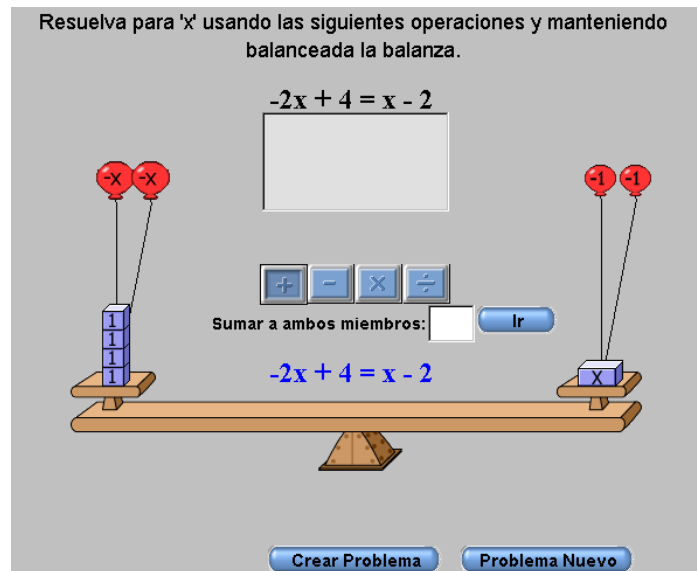 Resuelva para 'x' usando las siguientes operaciones y manteniendo
balanceada la balanza.
-2x + 4 = x - 2
-x -x -1 -1
+ - × ÷
1
1
1
1
Sumar a ambos miembros: Ir
-2x + 4 = x - 2
X
Crear Problema Problema Nuevo